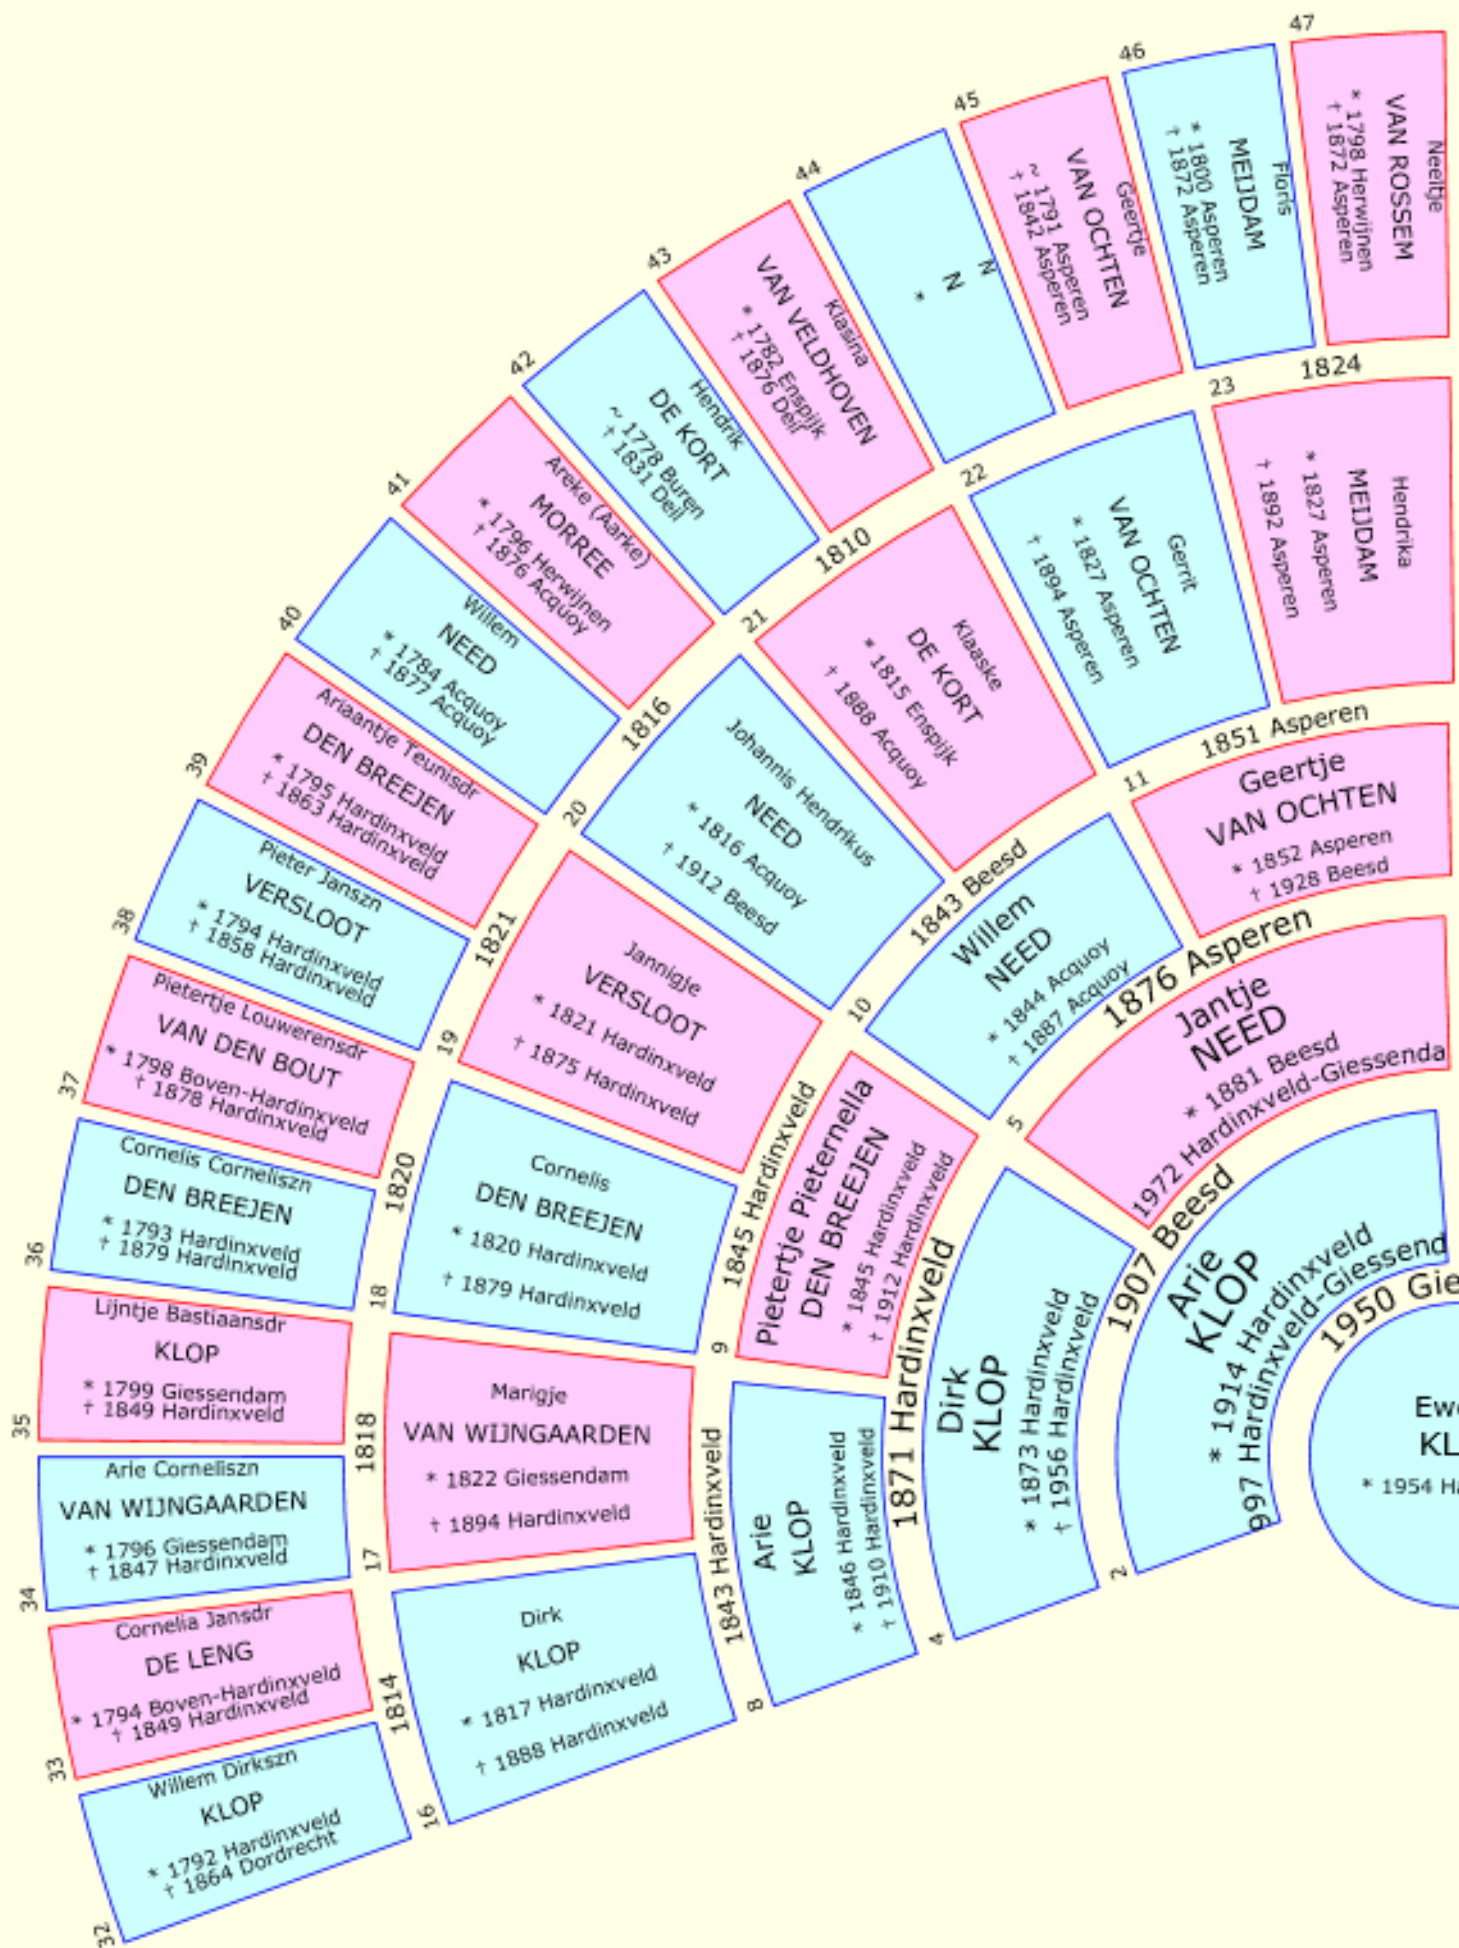 47
Neeltje
VAN ROSSEM
* 1798 Herwijnen
† 1872 Asperen
46
Floris
MEIJDAM
* 1800 Asperen
† 1872 Asperen
45
Geertje
VAN OCHTEN
~ 1791 Asperen
† 1842 Asperen
44
N
N
*
43
Klasina
VAN VELDHOVEN
* 1782 Enspijk
† 1876 Deil
42
Hendrik
DE KORT
~ 1778 Buren
† 1831 Deil
41
Areke (Aarke)
MORREE
* 1796 Herwijnen
† 1876 Acquoy
40
Willem
NEED
* 1784 Acquoy
† 1877 Acquoy
39
Ariaantje Teunisdr
DEN BREEJEN
* 1795 Hardinxveld
† 1863 Hardinxveld
38
Pieter Janszn
VERSLOOT
* 1794 Hardinxveld
† 1858 Hardinxveld
37
Pietertje Louwerensdr
VAN DEN BOUT
* 1798 Boven-Hardinxveld
† 1878 Hardinxveld
36
Cornelis Corneliszn
DEN BREEJEN
* 1793 Hardinxveld
† 1879 Hardinxveld
35
Lijntje Bastiaansdr
KLOP
* 1799 Giessendam
† 1849 Hardinxveld
34
Arie Corneliszn
VAN WIJNGAARDEN
* 1796 Giessendam
† 1847 Hardinxveld
33
Cornelia Jansdr
DE LENG
* 1794 Boven-Hardinxveld
† 1849 Hardinxveld
32
Willem Dirkszn
KLOP
* 1792 Hardinxveld
† 1864 Dordrecht
1824
1810
1816
1821
1820
1818
1814
23
Hendrika
MEIJDAM
* 1827 Asperen
† 1892 Asperen
22
Gerrit
VAN OCHTEN
* 1827 Asperen
† 1894 Asperen
21
Klaaske
DE KORT
* 1815 Enspijk
† 1888 Acquoy
20
Johannis Hendrikus
NEED
* 1816 Acquoy
† 1912 Beesd
19
Jannigje
VERSLOOT
* 1821 Hardinxveld
† 1875 Hardinxveld
18
Cornelis
DEN BREEJEN
* 1820 Hardinxveld
† 1879 Hardinxveld
17
Marigje
VAN WIJNGAARDEN
* 1822 Giessendam
† 1894 Hardinxveld
16
Dirk
KLOP
* 1817 Hardinxveld
† 1888 Hardinxveld
1851 Asperen
1843 Beesd
1845 Hardinxveld
1843 Hardinxveld
11
Geertje
VAN OCHTEN
* 1852 Asperen
† 1928 Beesd
10
Willem
NEED
* 1844 Acquoy
† 1887 Acquoy
9
Pietertje Pieternella
DEN BREEJEN
* 1845 Hardinxveld
† 1912 Hardinxveld
8
Arie
KLOP
* 1846 Hardinxveld
† 1910 Hardinxveld
1876 Asperen
1871 Hardinxveld
5
Jantje
NEED
* 1881 Beesd
1972 Hardinxveld-Giessenda
4
Dirk
KLOP
* 1873 Hardinxveld
† 1956 Hardinxveld
1907 Beesd
2
Arie
KLOP
* 1914 Hardinxveld
997 Hardinxveld-Giessend
1950 Gie
Ewo
KL
* 1954 Ha